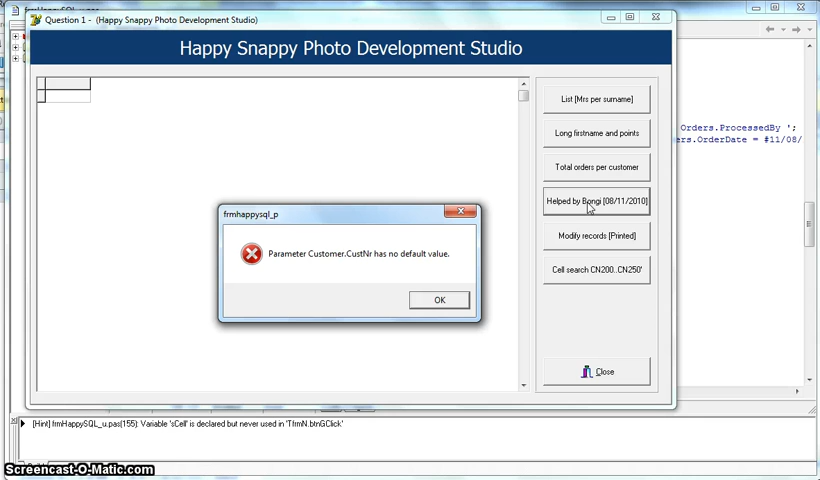 Question 1 - (Happy Snappy Photo Development Studio)
Happy Snappy Photo Development Studio
List [Mrs per surname]
Long firstname and points
Orders.ProcessedBy ';
ers.OrderDate = #11/08/
Total orders per customer
Helped by Bongi [08/11/2010]
frmhappysql_p
Modify records [Printed]
Parameter Customer.CustNr has no default value.
Cell search CN200..CN250'
OK
Close
[Hint] frmHappySQL_u.pas(155): Variable 'sCell' is declared but never used in 'TfrmN.btnGClick'
Screencast-O-Matic.com